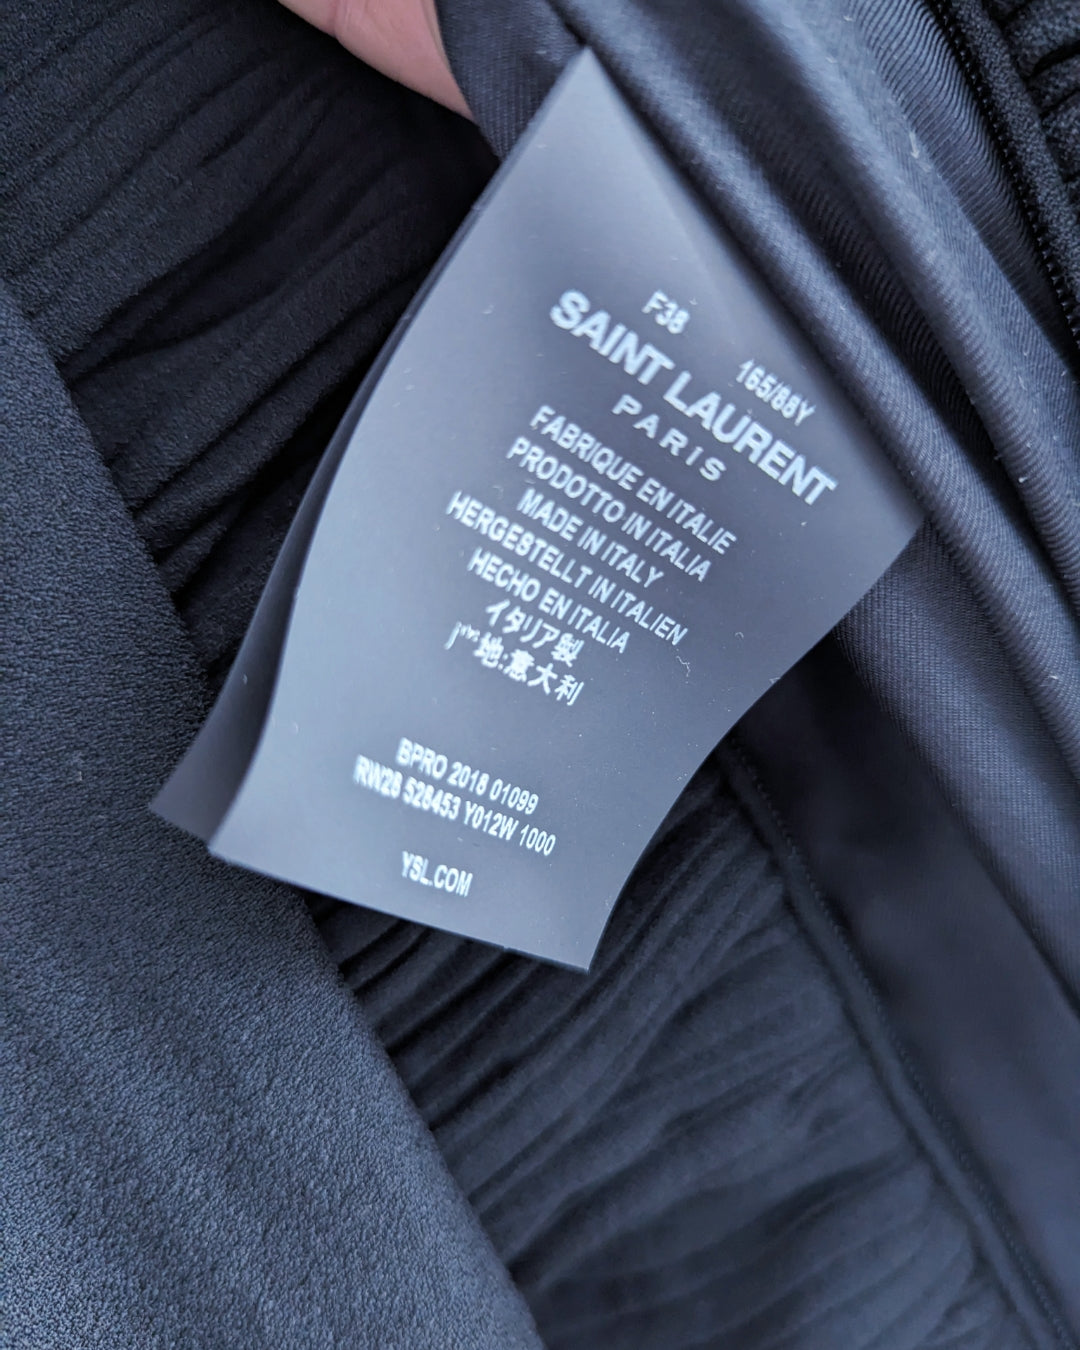 F38
165/88Y
SAINT LAURENT
PARIS
FABRIQUE EN ITALIE
PRODOTTO IN ITALIA
MADE IN ITALY
HERGESTELLT IN ITALIEN
HECHO EN ITALIA
イタリア製
产地:意大利
BPRO 2018 01099
RW28 528453 Y012W 1000
YSL.COM